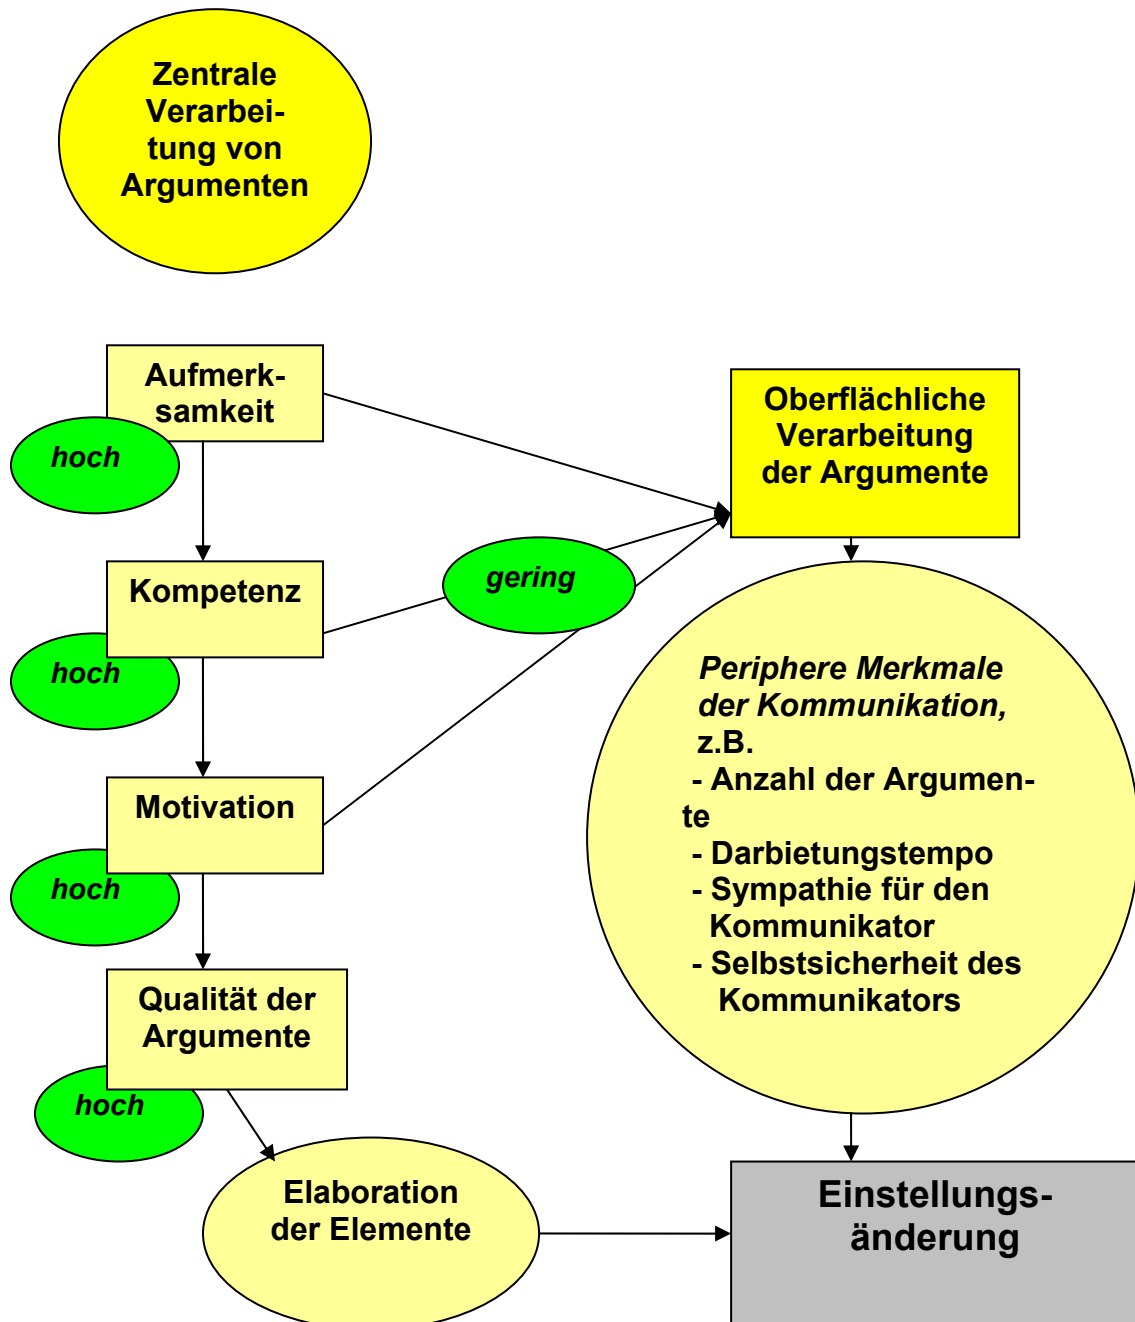 Zentrale
Verarbei-
tung von
Argumenten
Aufmerk-
samkeit
hoch
Kompetenz
hoch
Motivation
hoch
Qualität der
Argumente
hoch
Elaboration
der Elemente
gering
Oberflächliche
Verarbeitung
der Argumente
Periphere Merkmale
der Kommunikation,
z.B.
- Anzahl der Argumen-
te
- Darbietungstempo
- Sympathie für den
Kommunikator
- Selbstsicherheit des
Kommunikators
Einstellungs-
änderung